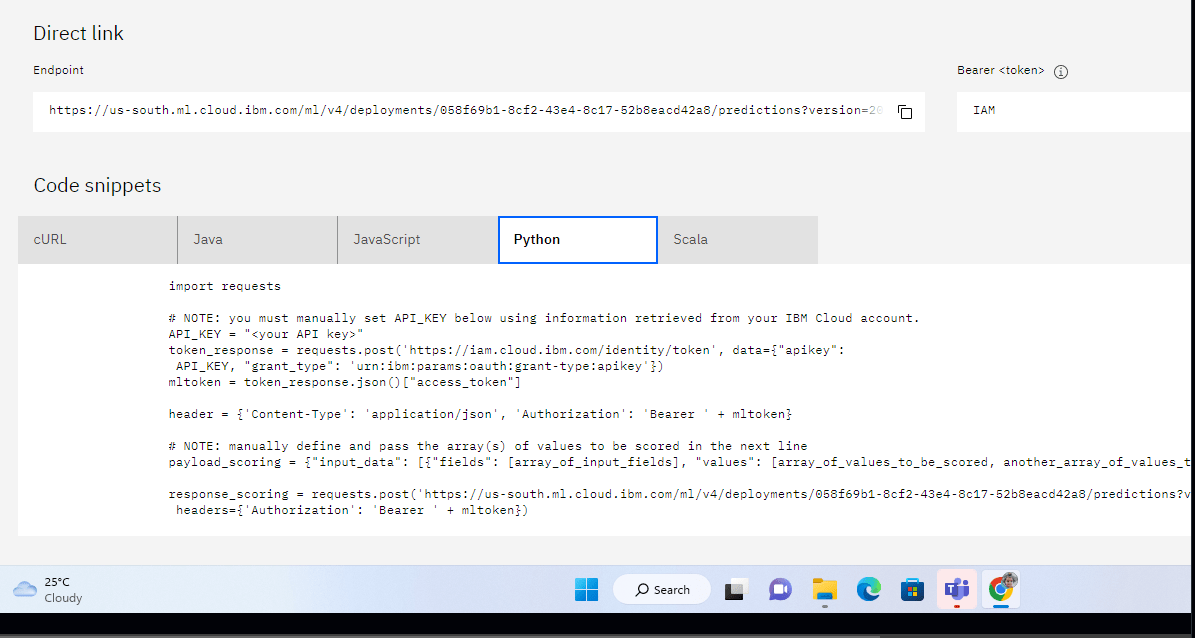 Direct link
Endpoint
Bearer <token>
https://us-south.ml.cloud.ibm.com/ml/v4/deployments/058f69b1-8cf2-43e4-8c17-52b8eacd42a8/predictions?version=20
IAM
Code snippets
cURL
Java
JavaScript
Python
Scala
import requests
# NOTE: you must manually set API_KEY below using information retrieved from your IBM Cloud account.
API_KEY = "<your API key>"
token_response = requests.post('https://iam.cloud.ibm.com/identity/token', data={"apikey":
API_KEY, "grant_type": 'urn:ibm:params:oauth:grant-type:apikey'})
mltoken = token_response.json()["access_token"]
header = {'Content-Type': 'application/json', 'Authorization': 'Bearer ' + mltoken}
# NOTE: manually define and pass the array(s) of values to be scored in the next line
payload_scoring = {"input_data": [{"fields": [array_of_input_fields], "values": [array_of_values_to_be_scored, another_array_of_values_t
response_scoring = requests.post('https://us-south.ml.cloud.ibm.com/ml/v4/deployments/058f69b1-8cf2-43e4-8c17-52b8eacd42a8/predictions?v
headers={'Authorization': 'Bearer ' + mltoken})
25°C
Cloudy
Search